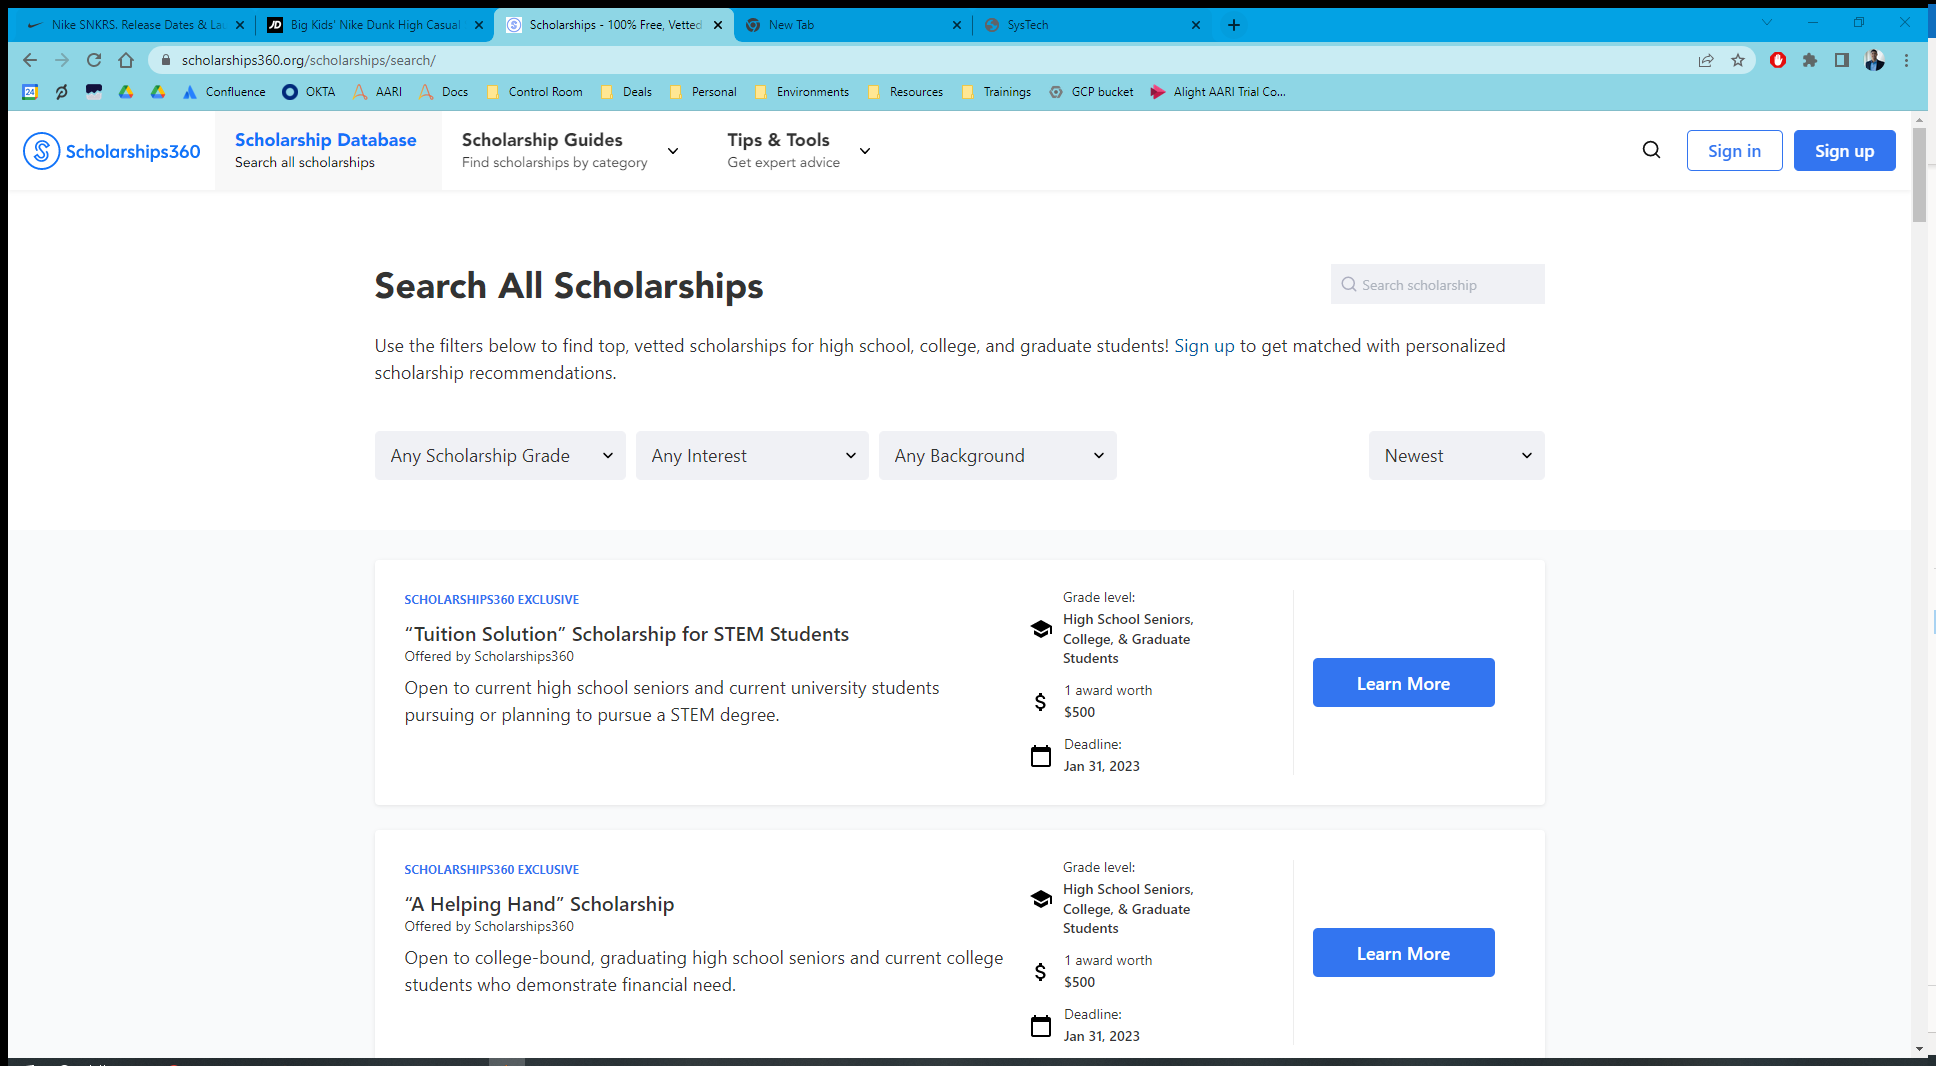 Nike SNKRS. Release Dates & La
Big Kids' Nike Dunk High Casual
Scholarships - 100% Free, Vetted
New Tab
SysTech
scholarships360.org/scholarships/search/
24
Confluence
OKTA
AARI
Docs
Control Room
Deals
Personal
Environments
Resources
Trainings
GCP bucket
Alight AARI Trial Co...
Scholarships360
Scholarship Database
Search all scholarships
Scholarship Guides
Find scholarships by category
Tips & Tools
Get expert advice
Sign in
Sign up
Search All Scholarships
Search scholarship
Use the filters below to find top, vetted scholarships for high school, college, and graduate students! Sign up to get matched with personalized
scholarship recommendations.
Any Scholarship Grade
Any Interest
Any Background
Newest
SCHOLARSHIPS360 EXCLUSIVE
“Tuition Solution” Scholarship for STEM Students
Offered by Scholarships360
Open to current high school seniors and current university students
pursuing or planning to pursue a STEM degree.
Grade level:
High School Seniors,
College, & Graduate
Students
$
1 award worth
$500
Deadline:
Jan 31, 2023
Learn More
SCHOLARSHIPS360 EXCLUSIVE
“A Helping Hand” Scholarship
Offered by Scholarships360
Open to college-bound, graduating high school seniors and current college
students who demonstrate financial need.
Grade level:
High School Seniors,
College, & Graduate
Students
$
1 award worth
$500
Deadline:
Jan 31, 2023
Learn More